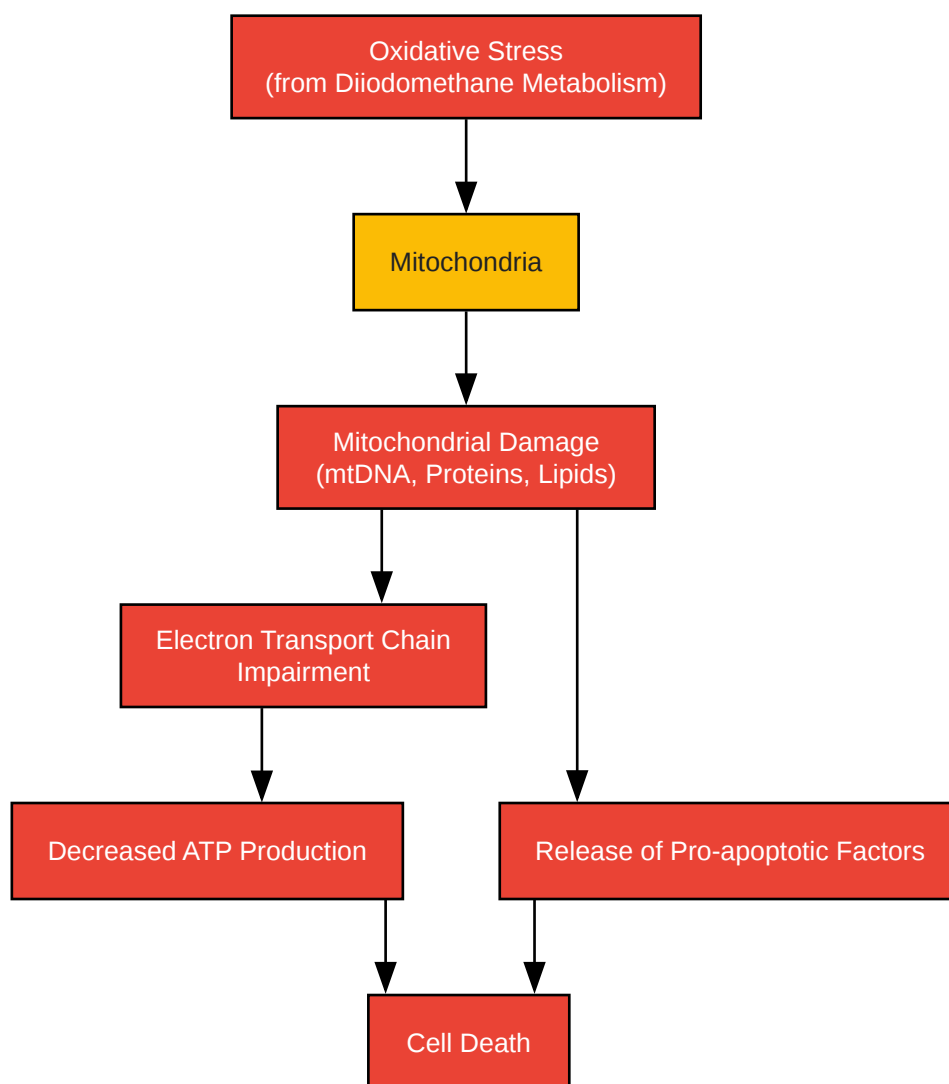 Oxidative Stress
(from Diiodomethane Metabolism)
Mitochondria
Mitochondrial Damage
(mtDNA, Proteins, Lipids)
Electron Transport Chain
Impairment
Decreased ATP Production
Release of Pro-apoptotic Factors
Cell Death